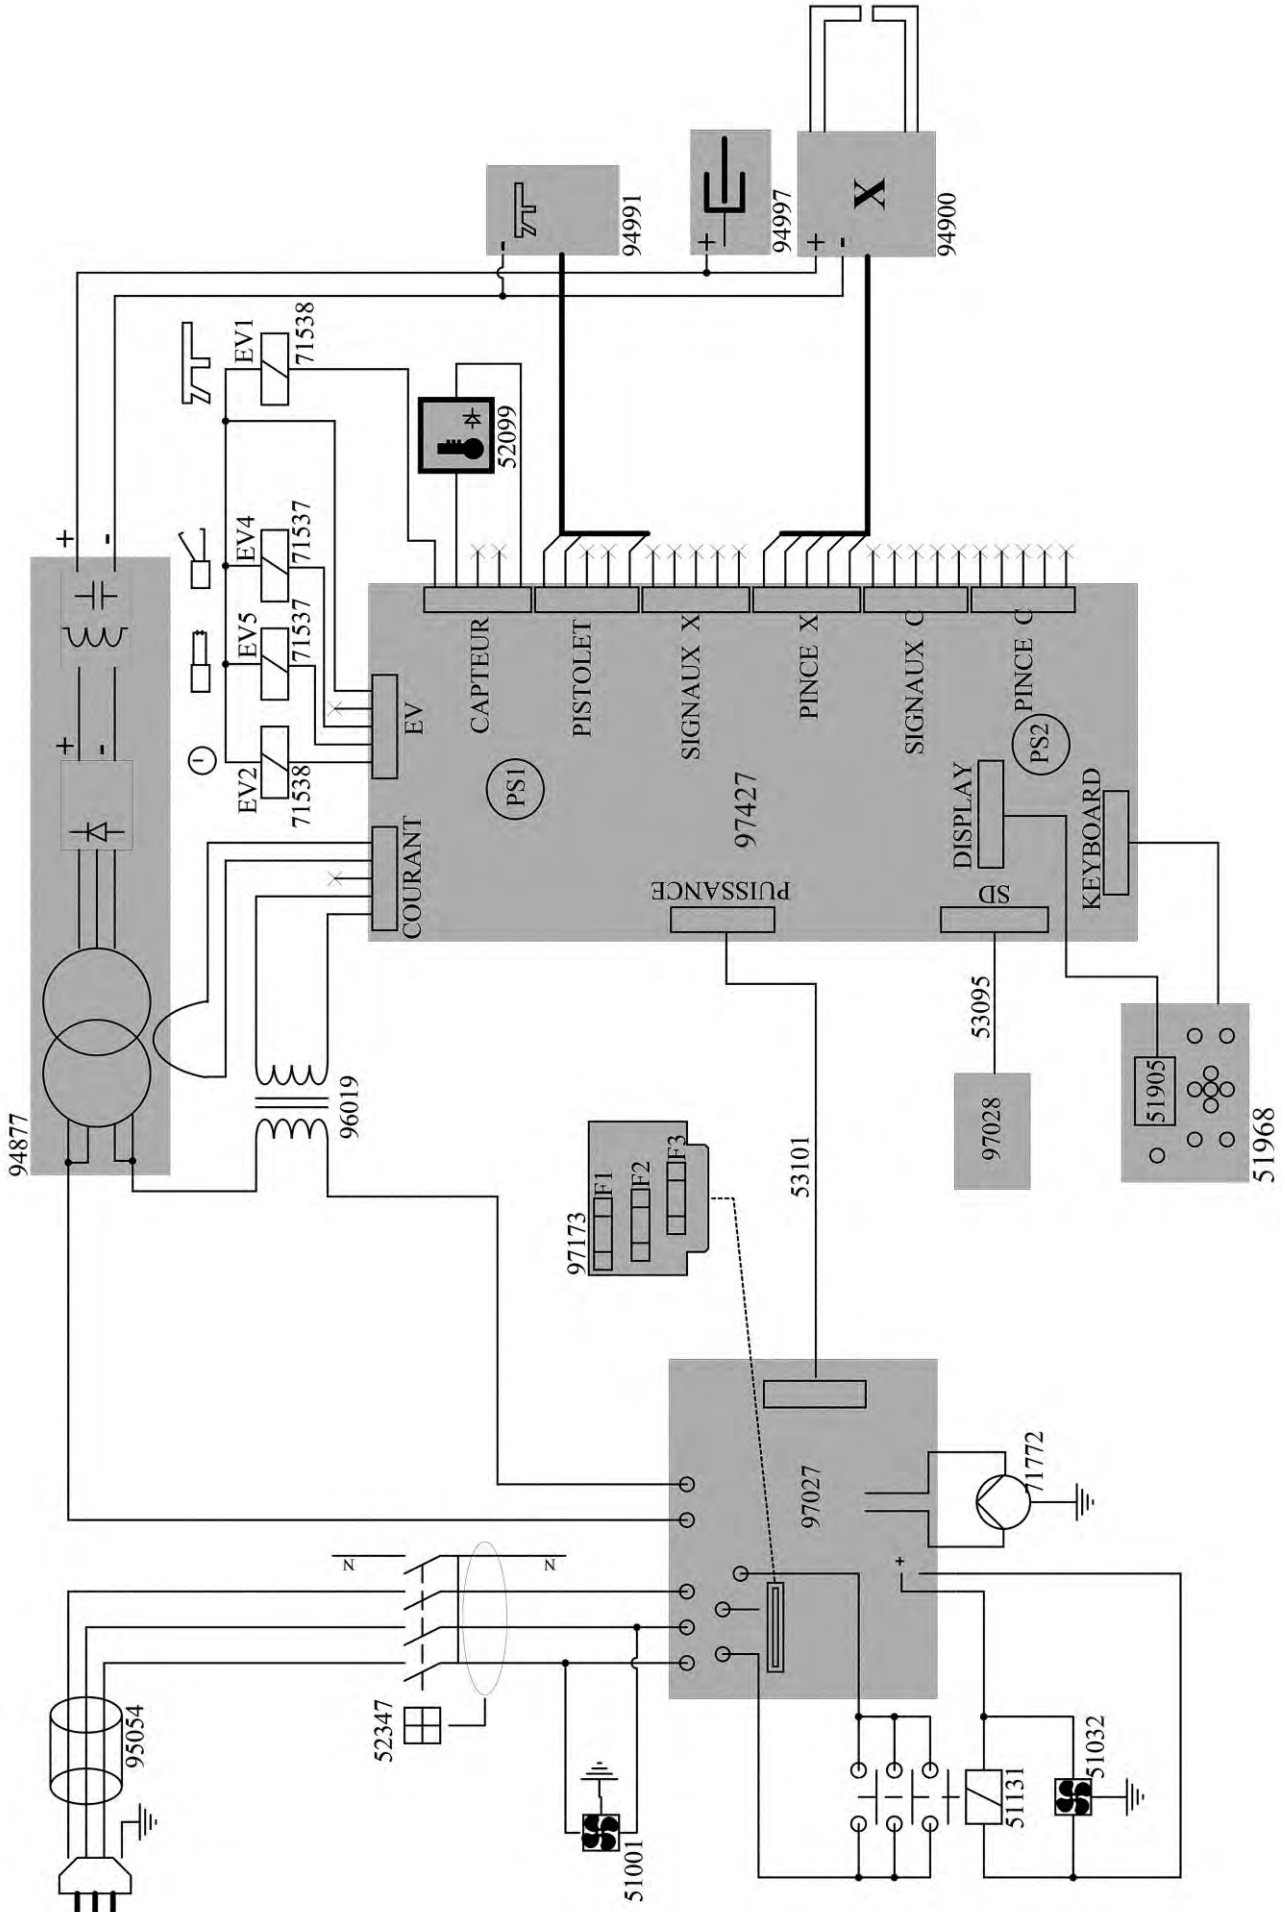 94877
+
-
+
-
EV2
71538
EV5
71537
EV4
71537
EV1
71538
52099
-
94991
+
94997
+
-
X
94900
COURANT
EV
CAPTEUR
PISTOLET
SIGNAUX X
PINCE X
SIGNAUX C
PINCE C
PS1
PS2
97427
PUISSANCE
DISPLAY
SD
KEYBOARD
96019
97173
F1
F2
F3
53101
53095
97028
51905
51968
95054
52347
N
N
51001
97027
+
71772
51131
51032